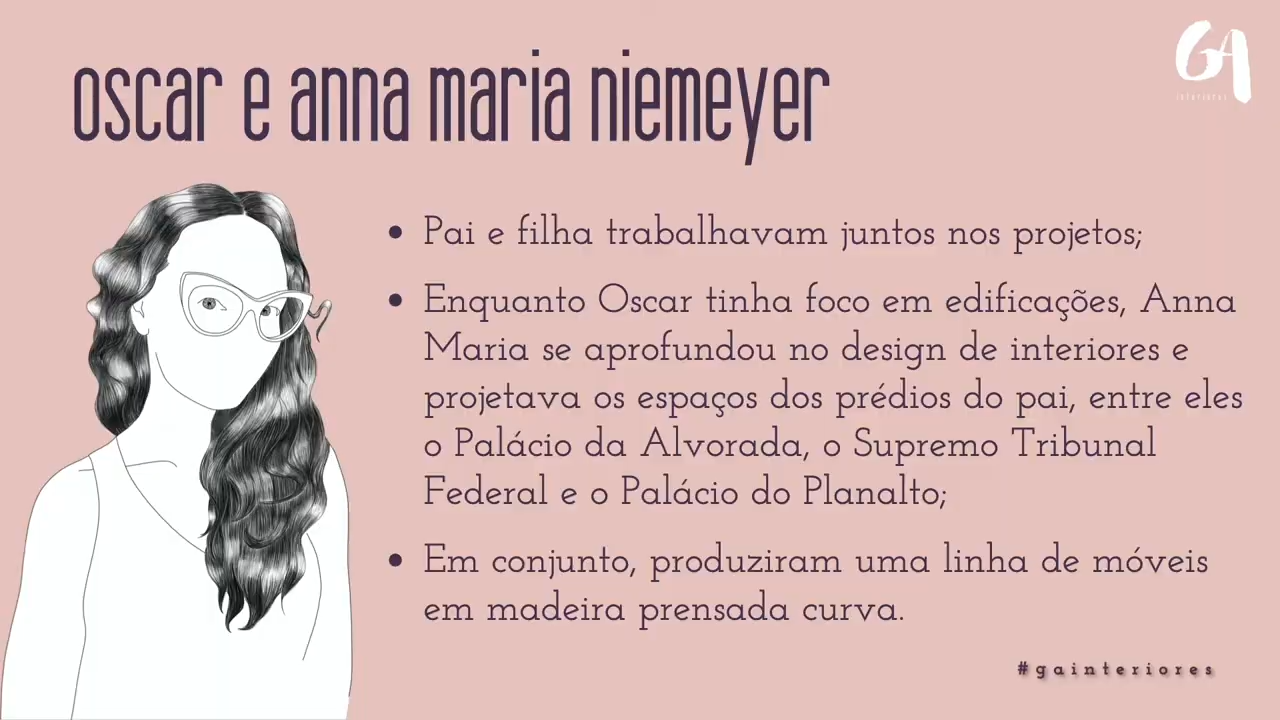 GA
interiores
oscar e anna maria niemeyer
• Pai e filha trabalhavam juntos nos projetos;
• Enquanto Oscar tinha foco em edificações, Anna
Maria se aprofundou no design de interiores e
projetava os espaços dos prédios do pai, entre eles
o Palácio da Alvorada, o Supremo Tribunal
Federal e o Palácio do Planalto;
• Em conjunto, produziram uma linha de móveis
em madeira prensada curva.
#gainteriores